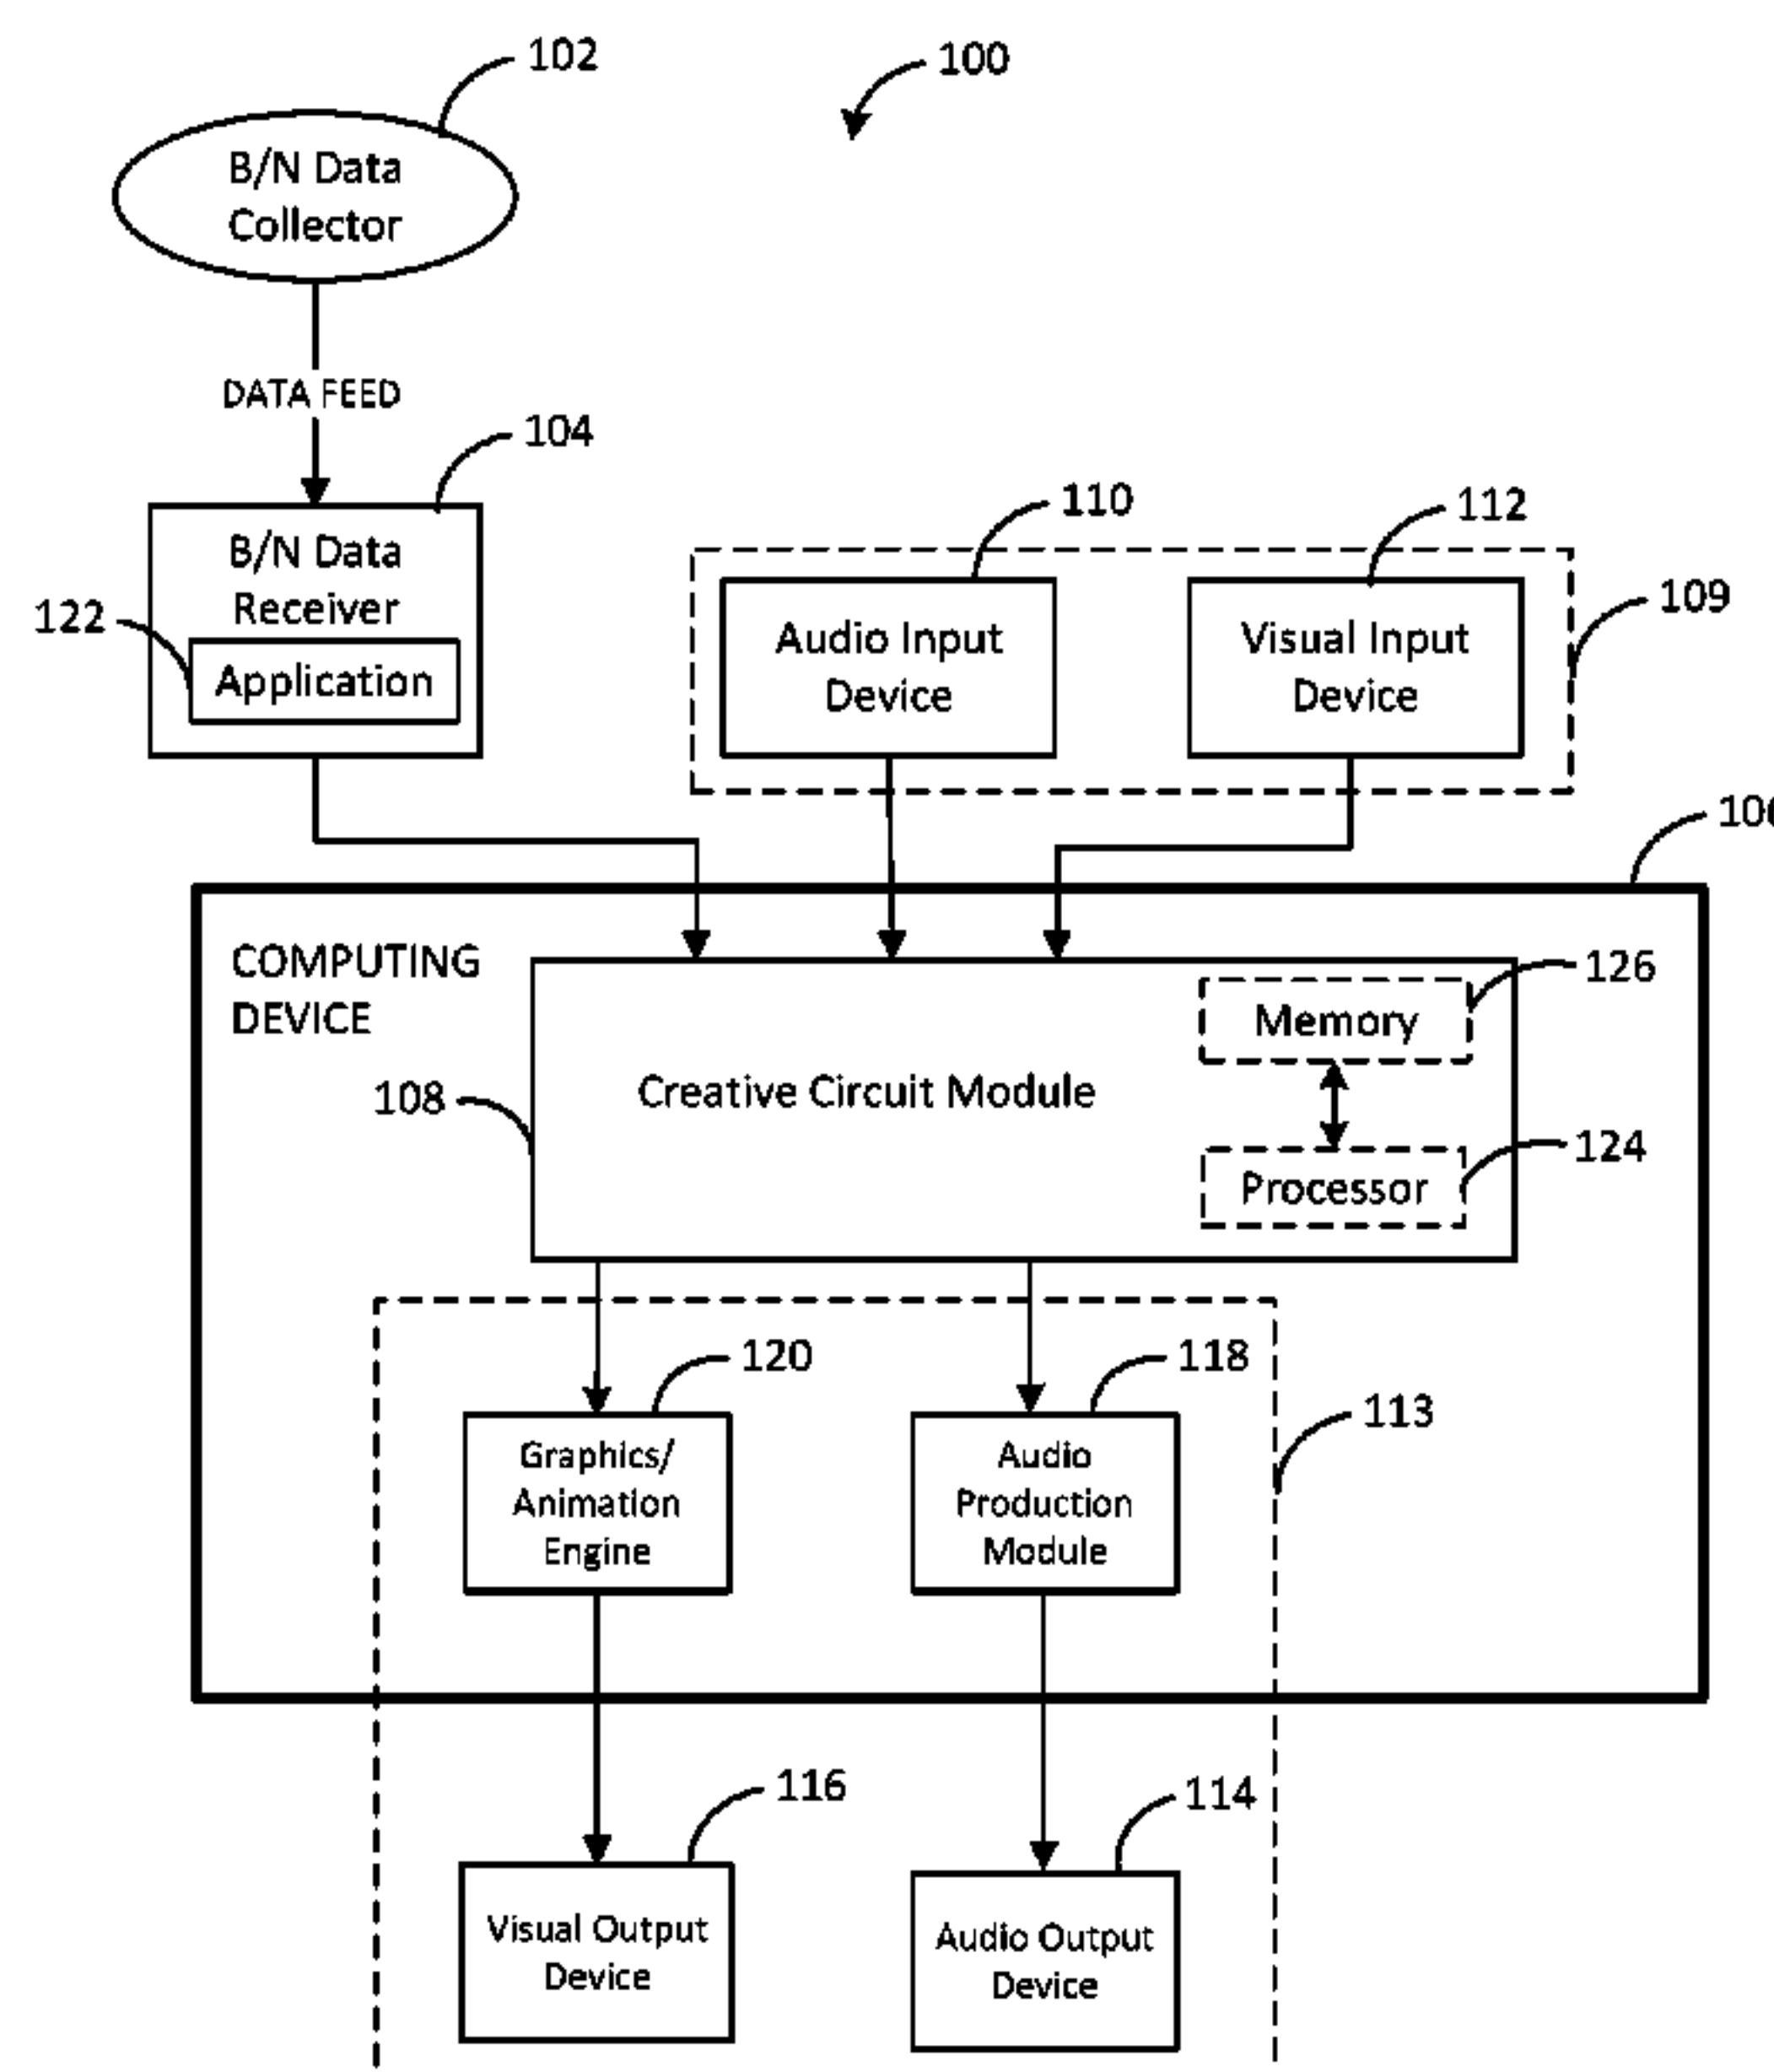 102
100
B/N Data
Collector
DATA FEED
104
B/N Data
Receiver
122
Application
110
112
109
Audio Input
Device
Visual Input
Device
COMPUTING
DEVICE
126
Memory
108
Creative Circuit Module
124
Processor
120
118
113
Graphics/
Animation
Engine
Audio
Production
Module
116
114
Visual Output
Device
Audio Output
Device